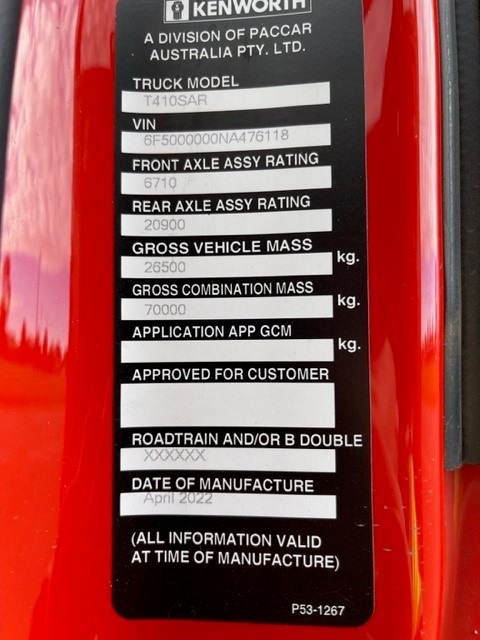 KENWORTH
A DIVISION OF PACCAR
AUSTRALIA PTY. LTD.
TRUCK MODEL
T410SAR
VIN
6F5000000NA476118
FRONT AXLE ASSY RATING
6710
REAR AXLE ASSY RATING
20900
GROSS VEHICLE MASS
26500 kg.
GROSS COMBINATION MASS
70000 kg.
APPLICATION APP GCM
kg.
APPROVED FOR CUSTOMER
ROADTRAIN AND/OR B DOUBLE
XXXXXX
DATE OF MANUFACTURE
April 2022
(ALL INFORMATION VALID
AT TIME OF MANUFACTURE)
P53-1267